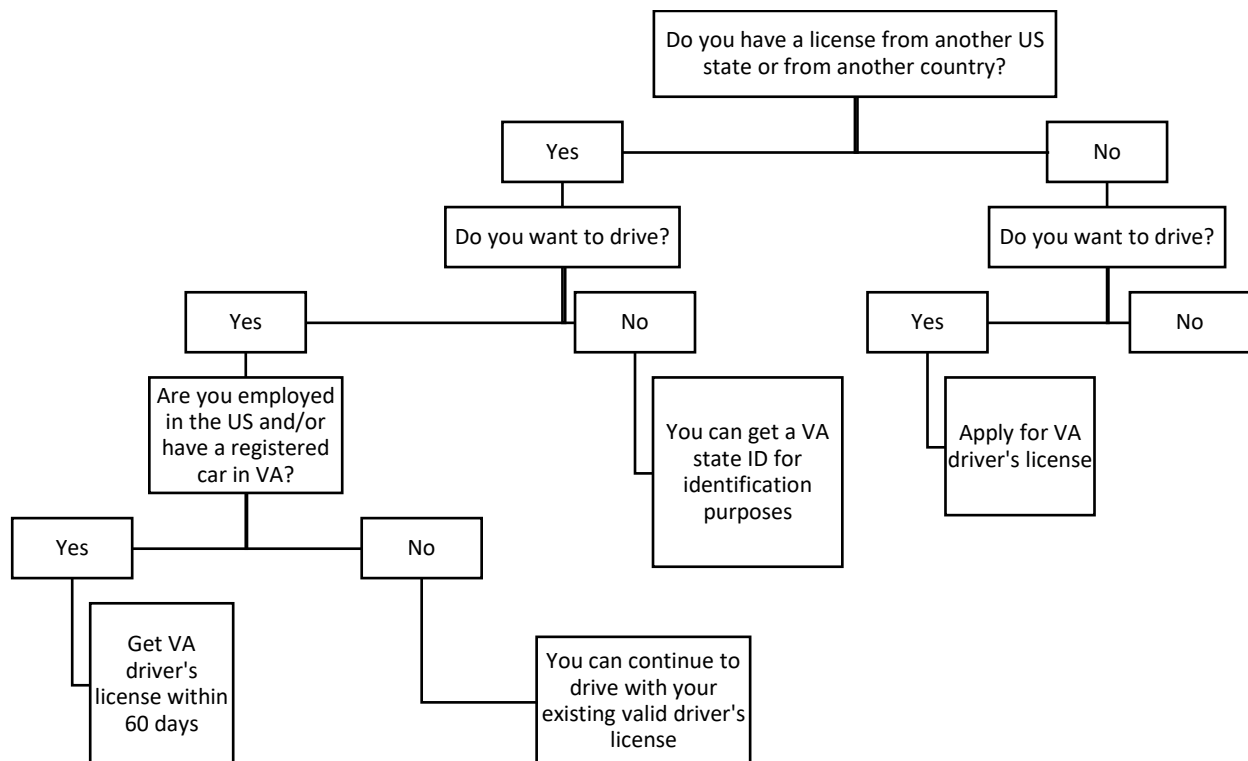 Do you have a license from another US
state or from another country?
Yes
No
Do you want to drive?
Do you want to drive?
Yes
No
Yes
No
Are you employed
in the US and/or
have a registered
car in VA?
You can get a VA
state ID for
identification
purposes
Apply for VA
driver's license
Yes
No
Get VA
driver's
license within
60 days
You can continue to
drive with your
existing valid driver's
license